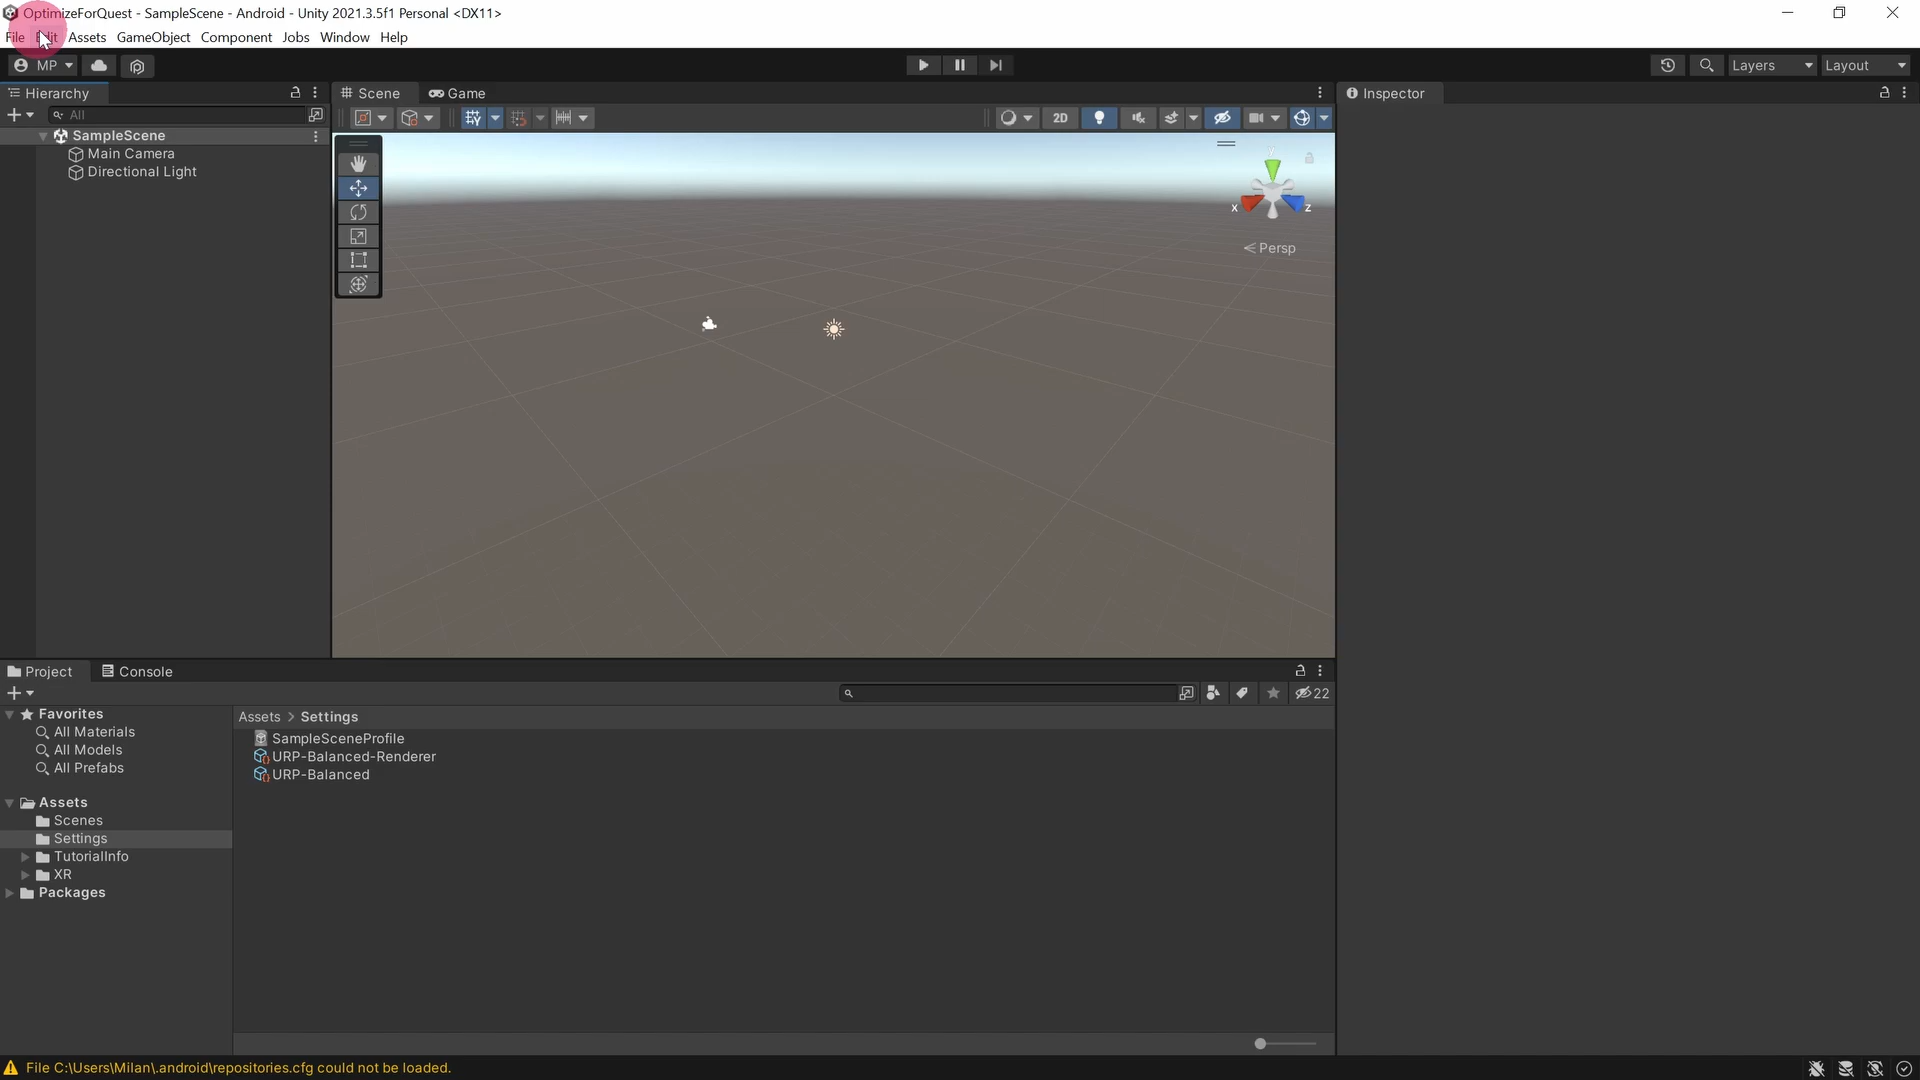 OptimizeForQuest - SampleScene - Android - Unity 2021.3.5f1 Personal <DX11>
File Edit Assets GameObject Component Jobs Window Help
MP Layers Layout
Hierarchy
Scene Game
Inspector
All
2D
SampleScene
Main Camera
Directional Light
y
x z
Persp
Project Console
22
Favorites
All Materials
All Models
All Prefabs
Assets
Scenes
Settings
TutorialInfo
XR
Packages
Assets > Settings
SampleSceneProfile
URP-Balanced-Renderer
URP-Balanced
File C:\Users\Milan\.android\repositories.cfg could not be loaded.